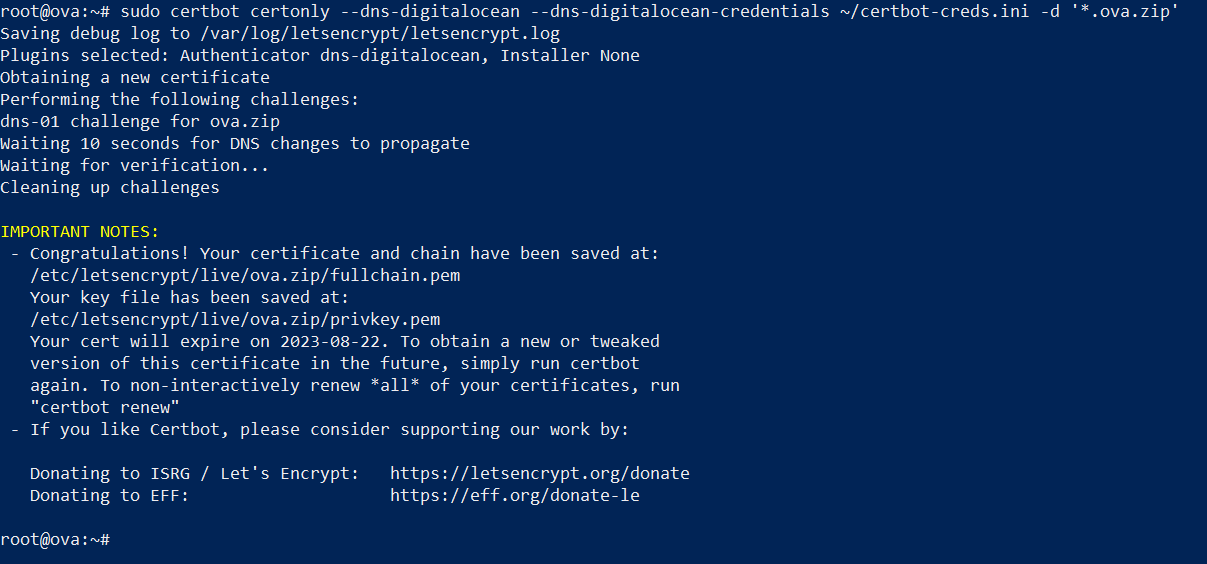 root@ova:~# sudo certbot certonly --dns-digitalocean --dns-digitalocean-credentials ~/certbot-creds.ini -d '*.ova.zip'
Saving debug log to /var/log/letsencrypt/letsencrypt.log
Plugins selected: Authenticator dns-digitalocean, Installer None
Obtaining a new certificate
Performing the following challenges:
dns-01 challenge for ova.zip
Waiting 10 seconds for DNS changes to propagate
Waiting for verification...
Cleaning up challenges

IMPORTANT NOTES:
 - Congratulations! Your certificate and chain have been saved at:
   /etc/letsencrypt/live/ova.zip/fullchain.pem
   Your key file has been saved at:
   /etc/letsencrypt/live/ova.zip/privkey.pem
   Your cert will expire on 2023-08-22. To obtain a new or tweaked
   version of this certificate in the future, simply run certbot
   again. To non-interactively renew *all* of your certificates, run
   "certbot renew"
 - If you like Certbot, please consider supporting our work by:

   Donating to ISRG / Let's Encrypt:   https://letsencrypt.org/donate
   Donating to EFF:                    https://eff.org/donate-le

root@ova:~#